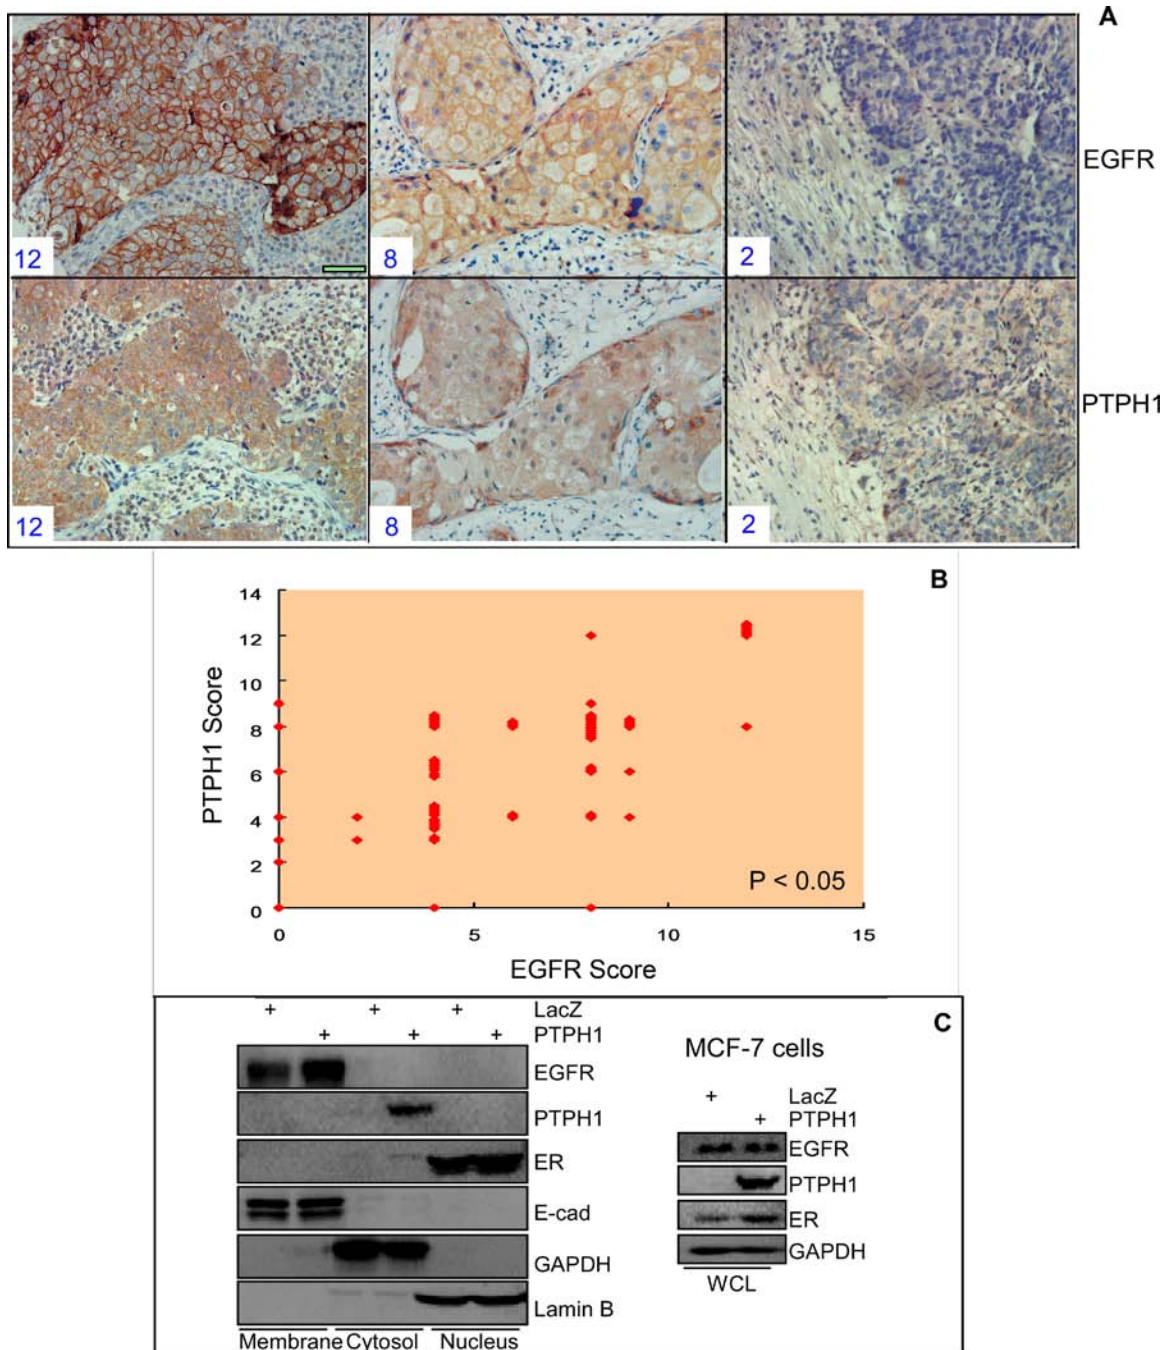 A
EGFR
12
8
2
PTPH1
12
8
2
B
14
12
10
8
6
4
2
0
PTPH1 Score
P < 0.05
0
5
10
15
EGFR Score
C
+ + + LacZ
+ + + PTPH1
EGFR
PTPH1
ER
E-cad
GAPDH
Lamin B
Membrane Cytosol Nucleus
MCF-7 cells
+ LacZ
+ PTPH1
EGFR
PTPH1
ER
GAPDH
WCL